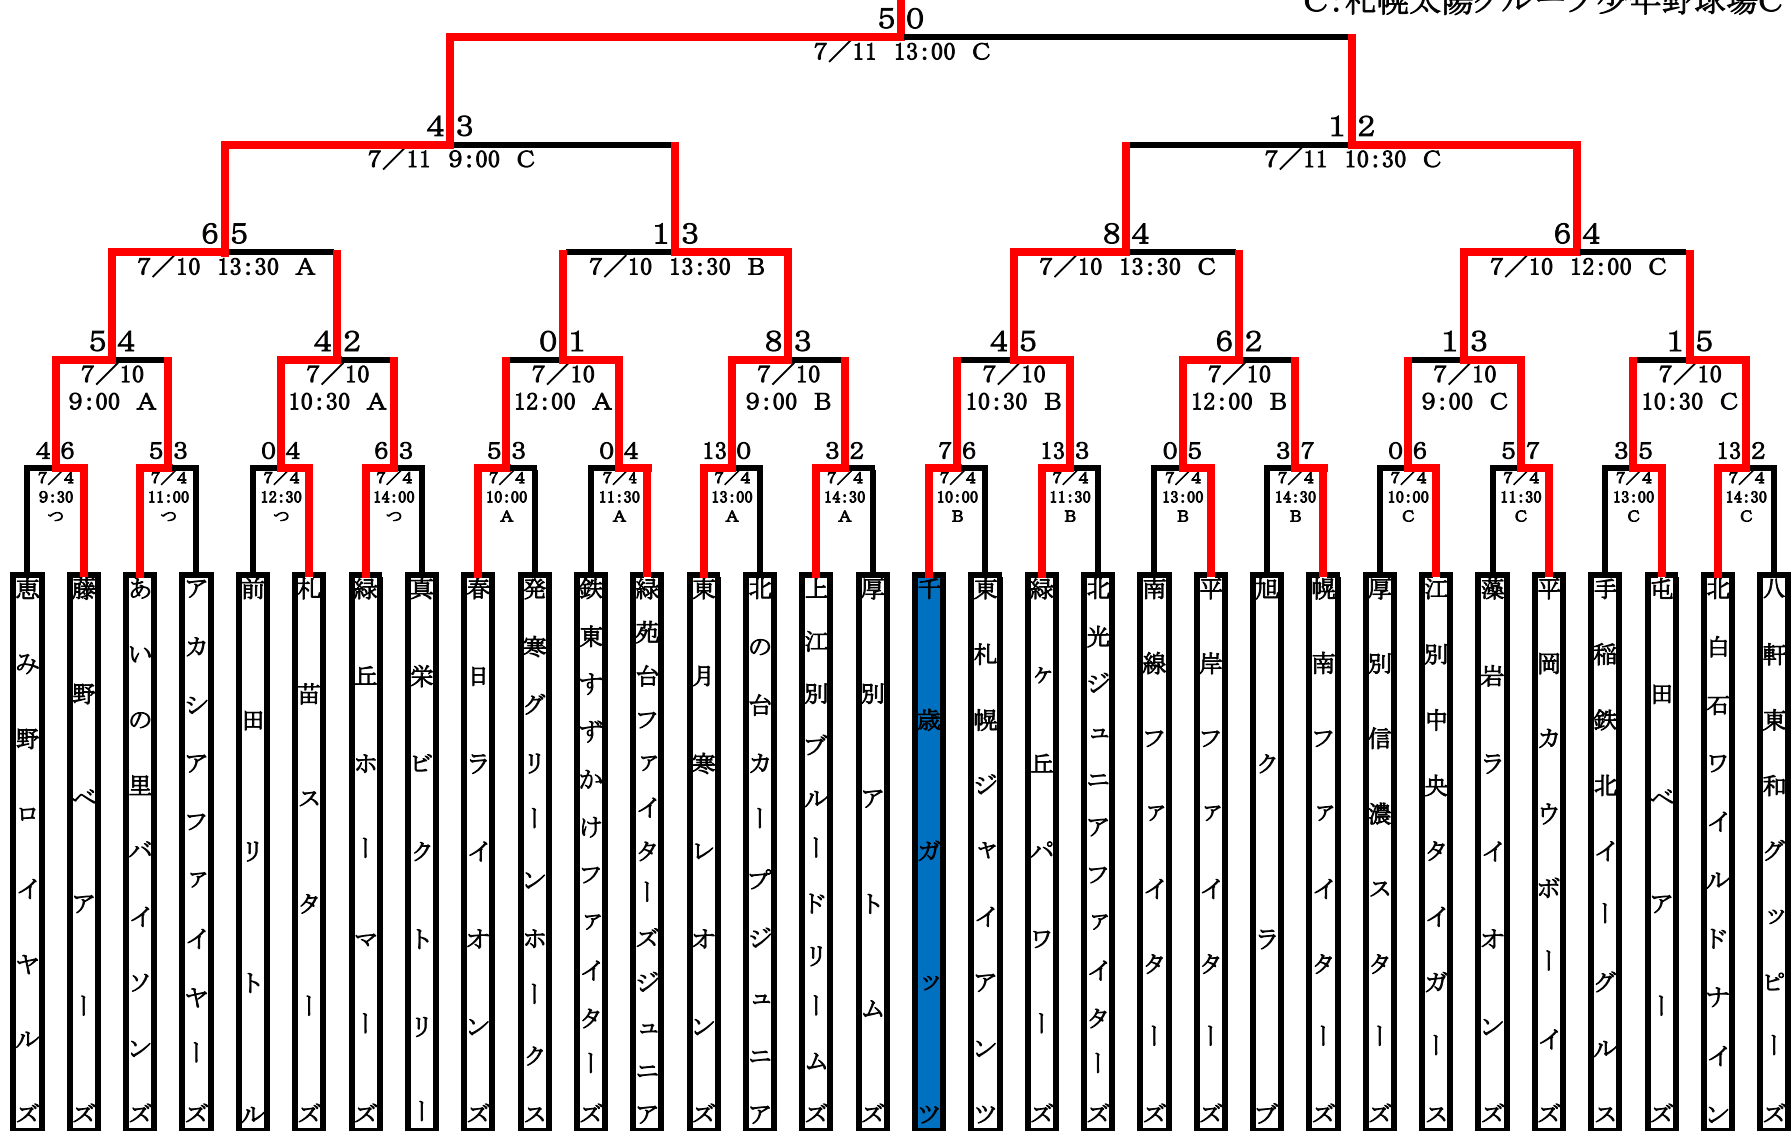 C:札幌太陽グループ少年野球場C
5 0
7／11 13:00 C
4 3
7／11 9:00 C
1 2
7／11 10:30 C
6 5
7／10 13:30 A
1 3
7／10 13:30 B
8 4
7／10 13:30 C
6 4
7／10 12:00 C
5 4
7／10
9:00 A
4 2
7／10
10:30 A
0 1
7／10
12:00 A
8 3
7／10
9:00 B
4 5
7／10
10:30 B
6 2
7／10
12:00 B
1 3
7／10
9:00 C
1 5
7／10
10:30 C
4 6
7／4
9:30
つ
5 3
7／4
11:00
つ
0 4
7／4
12:30
つ
6 3
7／4
14:00
つ
5 3
7／4
10:00
A
0 4
7／4
11:30
A
13 0
7／4
13:00
A
3 2
7／4
14:30
A
7 6
7／4
10:00
B
13 3
7／4
11:30
B
0 5
7／4
13:00
B
3 7
7／4
14:30
B
0 6
7／4
10:00
C
5 7
7／4
11:30
C
3 5
7／4
13:00
C
13 2
7／4
14:30
C
恵み野ロイヤルズ
藤野ベアーズ
あいの里バイソンズ
アカシアファイヤーズ
前田リトル
札苗スターズ
緑丘ホーマーズ
真栄ビクトリー
春日ライオンズ
発寒グリーンホークス
鉄東すずかけファイターズ
緑苑台ファイターズジュニア
東月寒レオンズ
北の台カープジュニア
上江別ブルードリームズ
厚別アトムズ
千歳ガッツ
東札幌ジャイアンツ
緑ヶ丘パワーズ
北光ジュニアファイターズ
南線ファイターズ
平岸ファイターズ
旭クラブ
幌南ファイターズ
厚別信濃スターズ
江別中央タイガース
藻岩ライオンズ
平岡カウボーイズ
手稲鉄北イーグルス
屯田ベアーズ
北白石ワイルドナイン
八軒東和グッピーズ